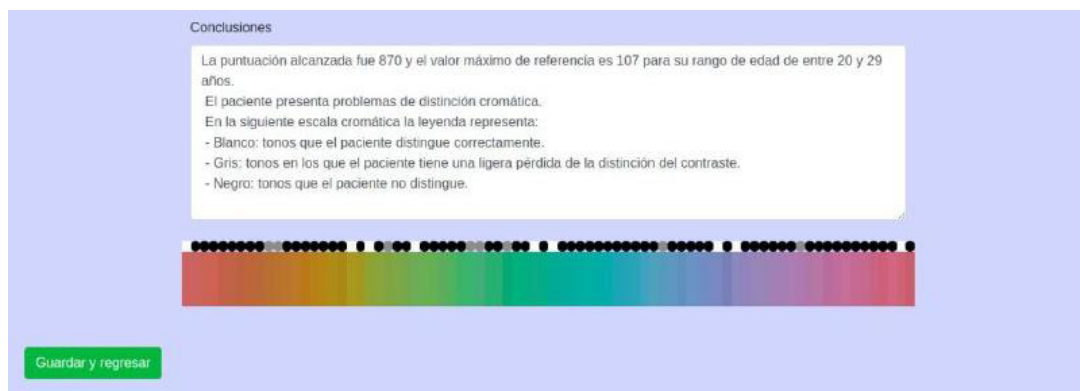 Conclusiones
La puntuación alcanzada fue 870 y el valor máximo de referencia es 107 para su rango de edad de entre 20 y 29
años.
El paciente presenta problemas de distinción cromática.
En la siguiente escala cromática la leyenda representa:
- Blanco: tonos que el paciente distingue correctamente.
- Gris: tonos en los que el paciente tiene una ligera pérdida de la distinción del contraste.
- Negro: tonos que el paciente no distingue.
Guardar y regresar